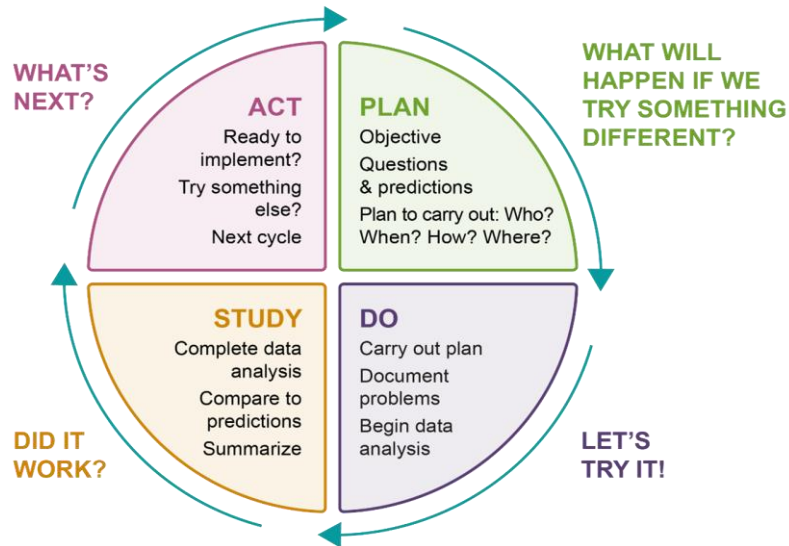 WHAT'S
NEXT?
ACT
Ready to
implement?
Try something
else?
Next cycle
PLAN
Objective
Questions
& predictions
Plan to carry out: Who?
When? How? Where?
WHAT WILL
HAPPEN IF WE
TRY SOMETHING
DIFFERENT?
STUDY
Complete data
analysis
Compare to
predictions
Summarize
DO
Carry out plan
Document
problems
Begin data
analysis
DID IT
WORK?
LET'S
TRY IT!